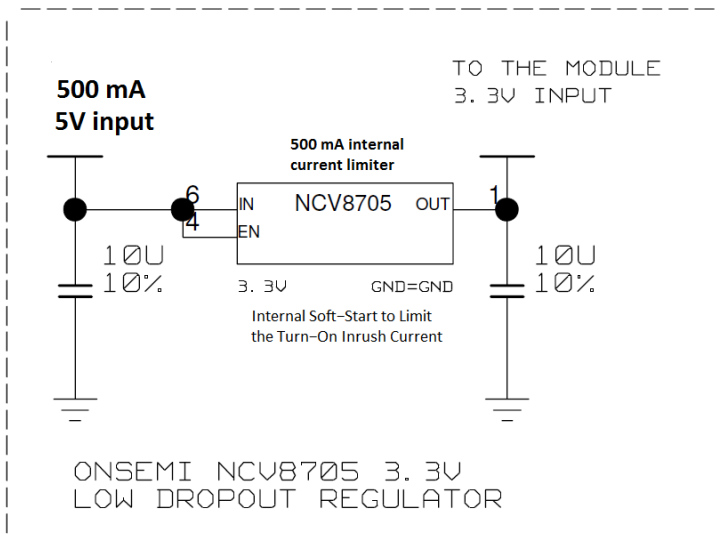 TO THE MODULE
3.3V INPUT
500 mA
5V input
500 mA internal
current limiter
6
IN
NCV8705
OUT
1
4
EN
10U
10%
10U
10%
3.3V
GND=GND
Internal Soft−Start to Limit
the Turn−On Inrush Current
ONSEMI NCV8705 3.3V
LOW DROPOUT REGULATOR